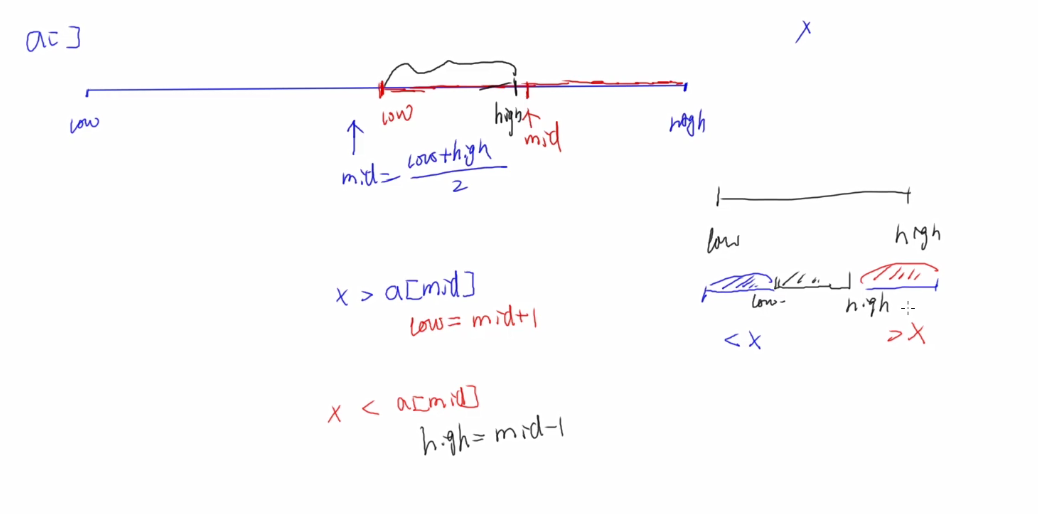 a[]
x
low
low
high
mid
high
mid = low+high
2
low
high
x > a[mid]
low = mid+1
low
high
< x
> x
x < a[mid]
high = mid-1